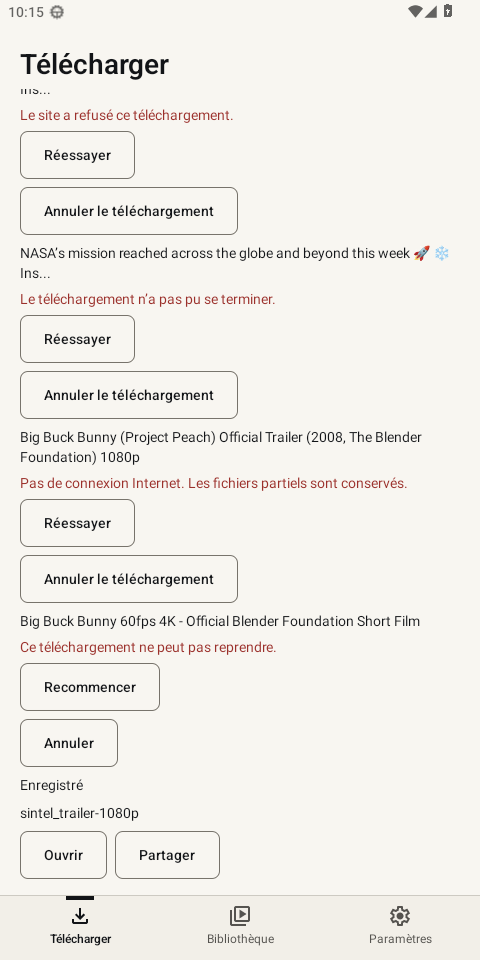 10:15
Télécharger
Ins...
Le site a refusé ce téléchargement.
Réessayer
Annuler le téléchargement
NASA’s mission reached across the globe and beyond this week 🚀 ❄️
Ins...
Le téléchargement n’a pas pu se terminer.
Réessayer
Annuler le téléchargement
Big Buck Bunny (Project Peach) Official Trailer (2008, The Blender
Foundation) 1080p
Pas de connexion Internet. Les fichiers partiels sont conservés.
Réessayer
Annuler le téléchargement
Big Buck Bunny 60fps 4K - Official Blender Foundation Short Film
Ce téléchargement ne peut pas reprendre.
Recommencer
Annuler
Enregistré
sintel_trailer-1080p
Ouvrir Partager
Télécharger Bibliothèque Paramètres